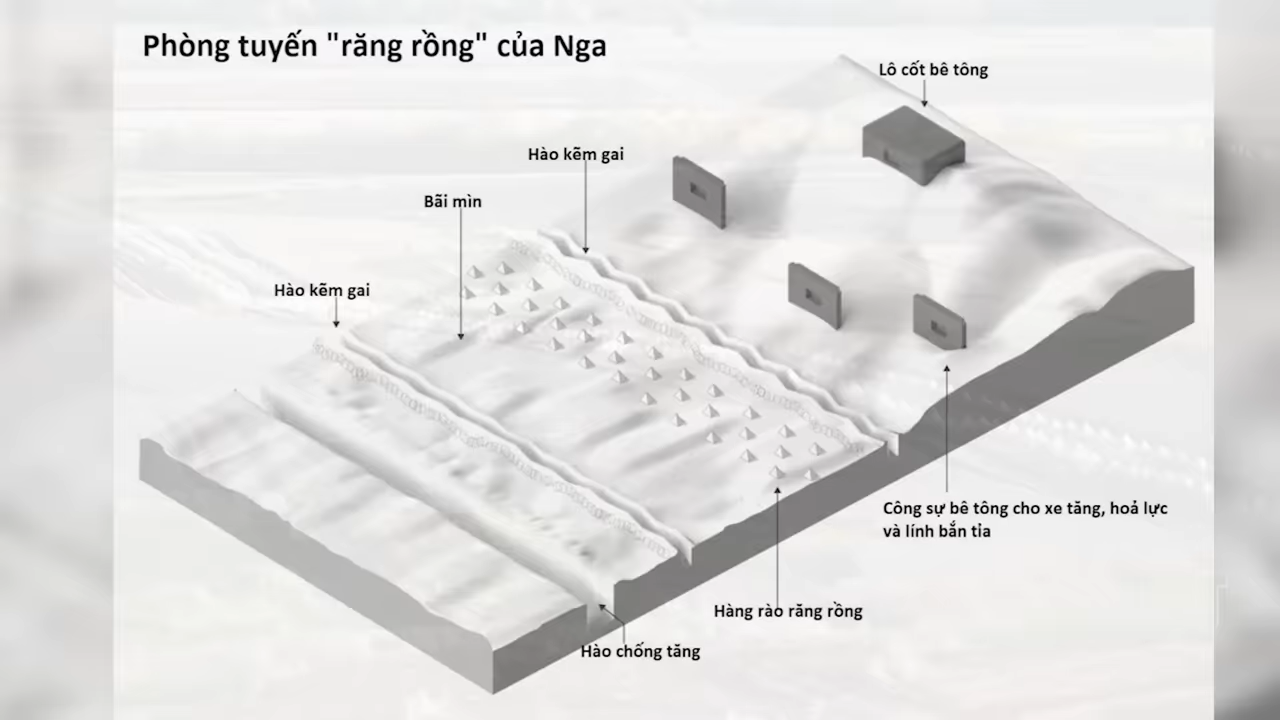 Phòng tuyến "răng rồng" của Nga
Lô cốt bê tông
Hào kẽm gai
Bãi mìn
Hào kẽm gai
Công sự bê tông cho xe tăng, hoả lực
và lính bắn tỉa
Hàng rào răng rồng
Hào chống tăng